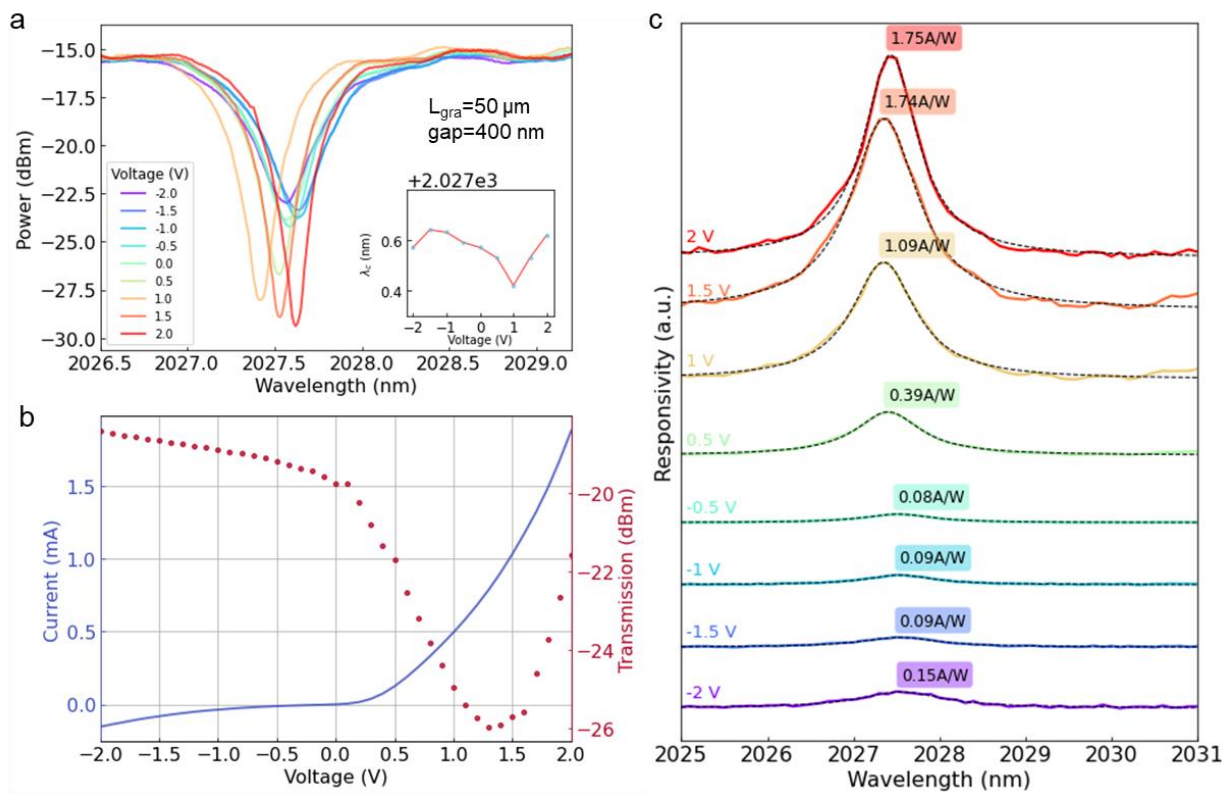 a
−15.0
−17.5
−20.0
−22.5
−25.0
−27.5
−30.0
Power (dBm)
2026.5 2027.0 2027.5 2028.0 2028.5 2029.0
Wavelength (nm)
Lgra=50 µm
gap=400 nm
Voltage (V)
-2.0
-1.5
-1.0
-0.5
0.0
0.5
1.0
1.5
2.0
+2.027e3
0.6
0.4
λc (nm)
−2 −1 0 1 2
Voltage (V)
b
1.5
1.0
0.5
0.0
Current (mA)
−20
−22
−24
−26
Transmission (dBm)
−2.0 −1.5 −1.0 −0.5 0.0 0.5 1.0 1.5 2.0
Voltage (V)
c
1.75A/W
1.74A/W
2 V
1.09A/W
1.5 V
1 V
0.39A/W
0.5 V
0.08A/W
-0.5 V
0.09A/W
-1 V
0.09A/W
-1.5 V
0.15A/W
-2 V
Responsivity (a.u.)
2025 2026 2027 2028 2029 2030 2031
Wavelength (nm)